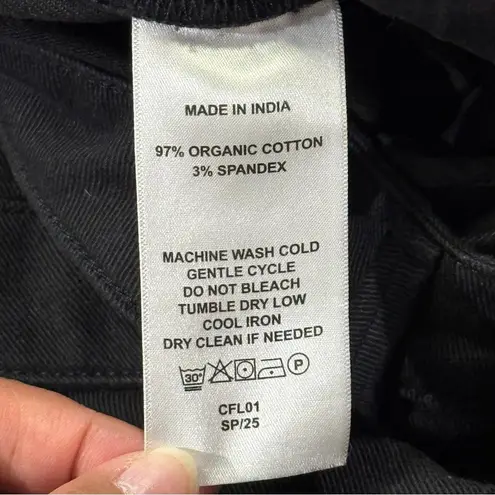 MADE IN INDIA
97% ORGANIC COTTON
3% SPANDEX
MACHINE WASH COLD
GENTLE CYCLE
DO NOT BLEACH
TUMBLE DRY LOW
COOL IRON
DRY CLEAN IF NEEDED
30° P
CFL01
SP/25